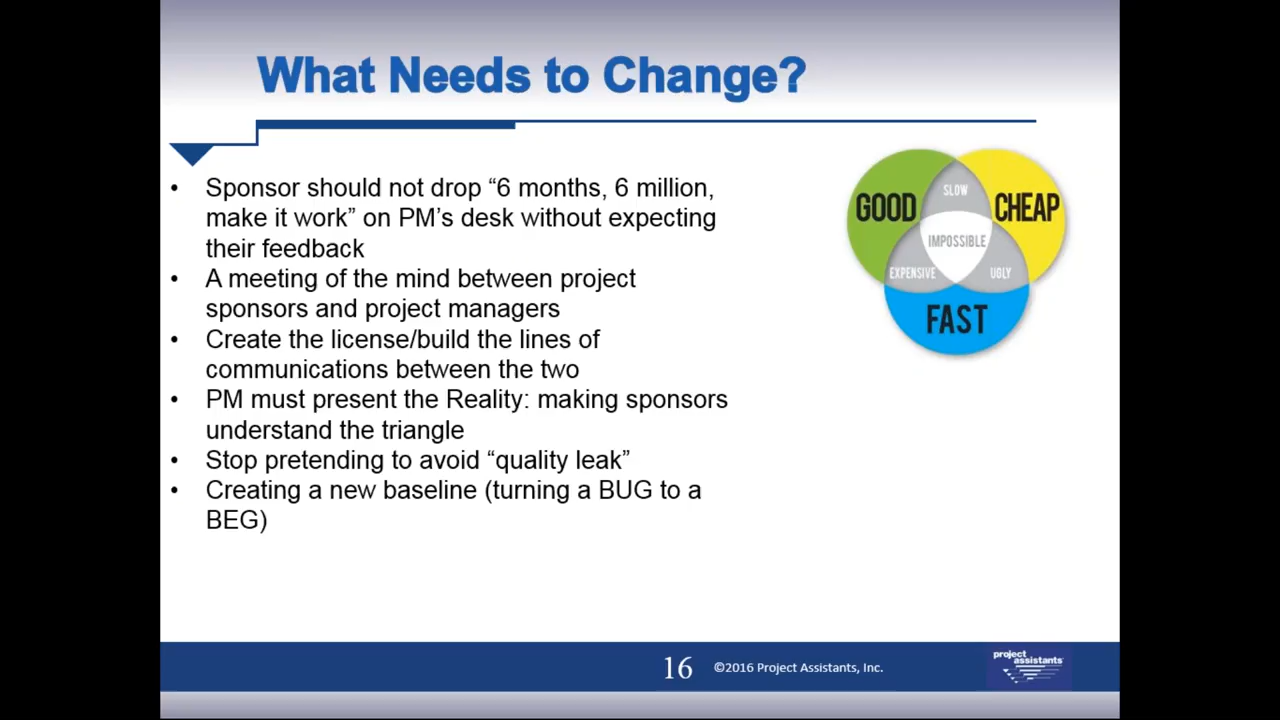 What Needs to Change?
• Sponsor should not drop “6 months, 6 million,
make it work” on PM’s desk without expecting
their feedback
• A meeting of the mind between project
sponsors and project managers
• Create the license/build the lines of
communications between the two
• PM must present the Reality: making sponsors
understand the triangle
• Stop pretending to avoid “quality leak”
• Creating a new baseline (turning a BUG to a
BEG)
SLOW
GOOD
CHEAP
IMPOSSIBLE
EXPENSIVE
UGLY
FAST
16
©2016 Project Assistants, Inc.
project
assistants